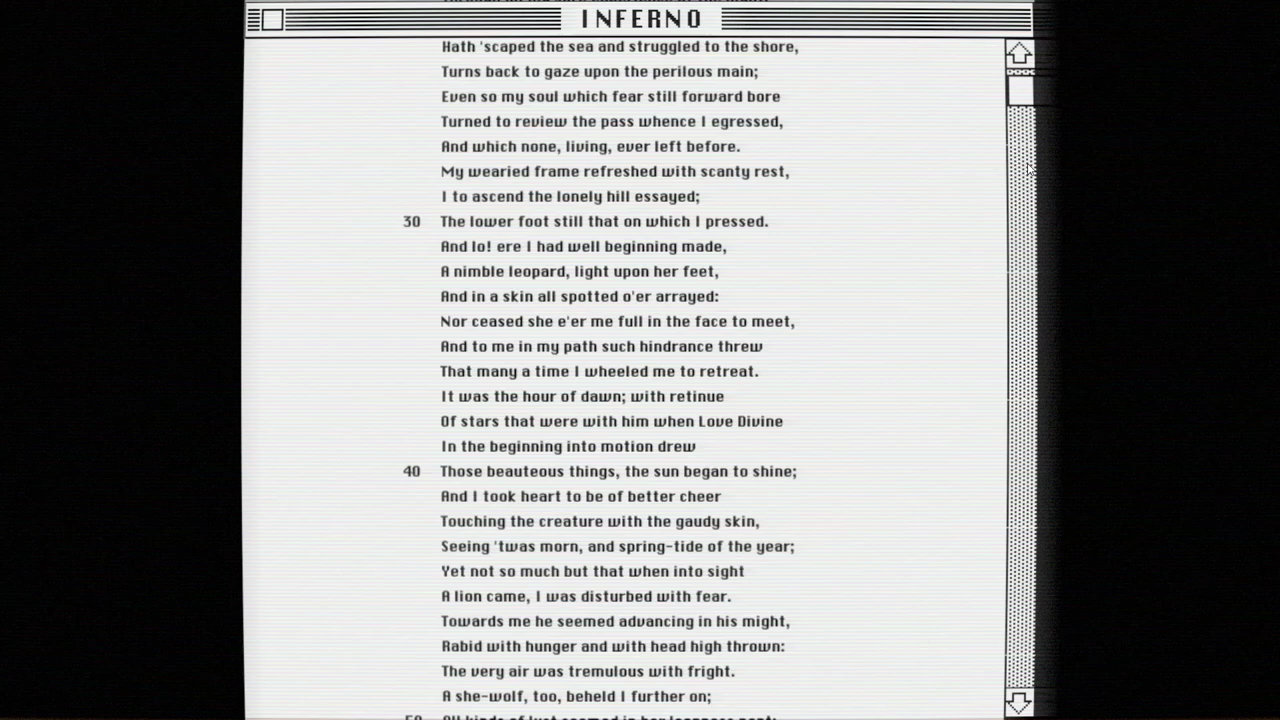 INFERNO
Hath 'scaped the sea and struggled to the shore,
Turns back to gaze upon the perilous main;
Even so my soul which fear still forward bore
Turned to review the pass whence I egressed,
And which none, living, ever left before.
My wearied frame refreshed with scanty rest,
I to ascend the lonely hill essayed;
30 The lower foot still that on which I pressed.
And lo! ere I had well beginning made,
A nimble leopard, light upon her feet,
And in a skin all spotted o'er arrayed:
Nor ceased she e'er me full in the face to meet,
And to me in my path such hindrance threw
That many a time I wheeled me to retreat.
It was the hour of dawn; with retinue
Of stars that were with him when Love Divine
In the beginning into motion drew
40 Those beauteous things, the sun began to shine;
And I took heart to be of better cheer
Touching the creature with the gaudy skin,
Seeing 'twas morn, and spring-tide of the year;
Yet not so much but that when into sight
A lion came, I was disturbed with fear.
Towards me he seemed advancing in his might,
Rabid with hunger and with head high thrown:
The very air was tremulous with fright.
A she-wolf, too, beheld I further on;